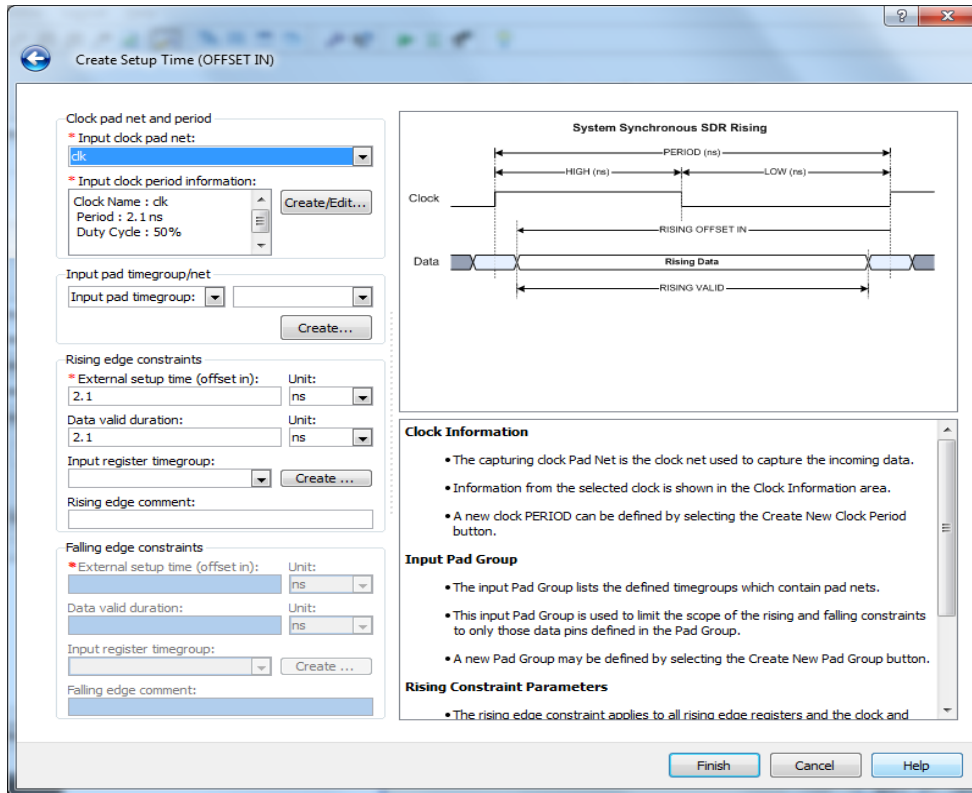 Create Setup Time (OFFSET IN)
Clock pad net and period
* Input clock pad net:
clk
* Input clock period information:
Clock Name : clk
Period : 2.1 ns
Duty Cycle : 50%
Create/Edit...
Input pad timegroup/net
Input pad timegroup:
Create...
Rising edge constraints
* External setup time (offset in): Unit:
2.1 ns
Data valid duration: Unit:
2.1 ns
Input register timegroup:
Create ...
Rising edge comment:
Falling edge constraints
* External setup time (offset in): Unit:
ns
Data valid duration: Unit:
ns
Input register timegroup:
Create ...
Falling edge comment:
System Synchronous SDR Rising
PERIOD (ns)
HIGH (ns) LOW (ns)
Clock
RISING OFFSET IN
Data Rising Data
RISING VALID
Clock Information
• The capturing clock Pad Net is the clock net used to capture the incoming data.
• Information from the selected clock is shown in the Clock Information area.
• A new clock PERIOD can be defined by selecting the Create New Clock Period
button.
Input Pad Group
• The input Pad Group lists the defined timegroups which contain pad nets.
• This input Pad Group is used to limit the scope of the rising and falling constraints
to only those data pins defined in the Pad Group.
• A new Pad Group may be defined by selecting the Create New Pad Group button.
Rising Constraint Parameters
• The rising edge constraint applies to all rising edge registers and the clock and
Finish Cancel Help